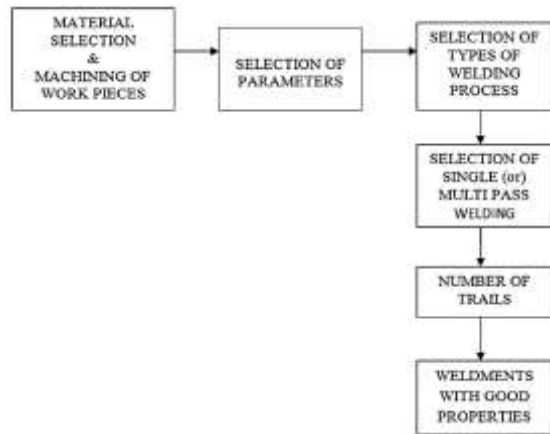 MATERIAL
SELECTION
&
MACHINING OF
WORK PIECES
SELECTION OF
PARAMETERS
SELECTION OF
TYPES OF
WELDING
PROCESS
SELECTION OF
SINGLE (or)
MULTI PASS
WELDING
NUMBER OF
TRAILS
WELDMENTS
WITH GOOD
PROPERTIES